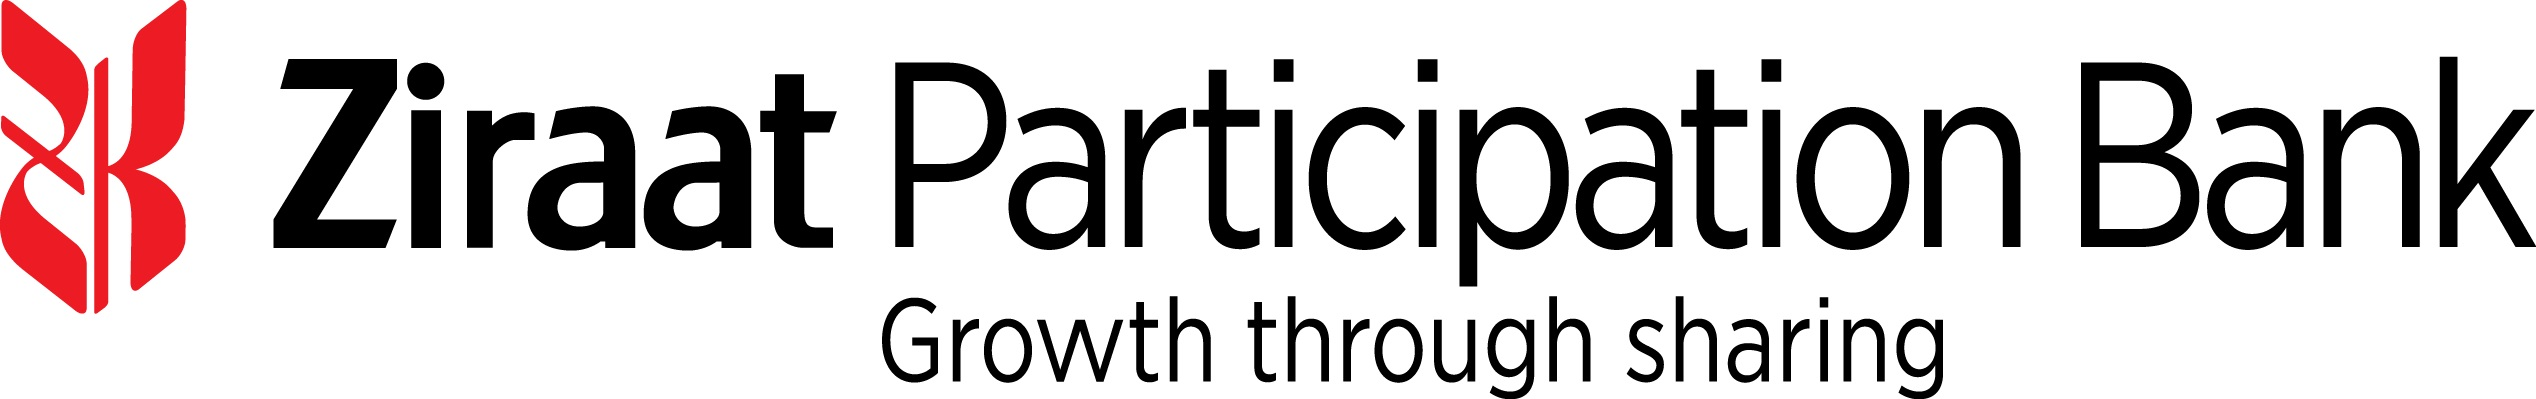 Ziraat Participation Bank
Growth through sharing